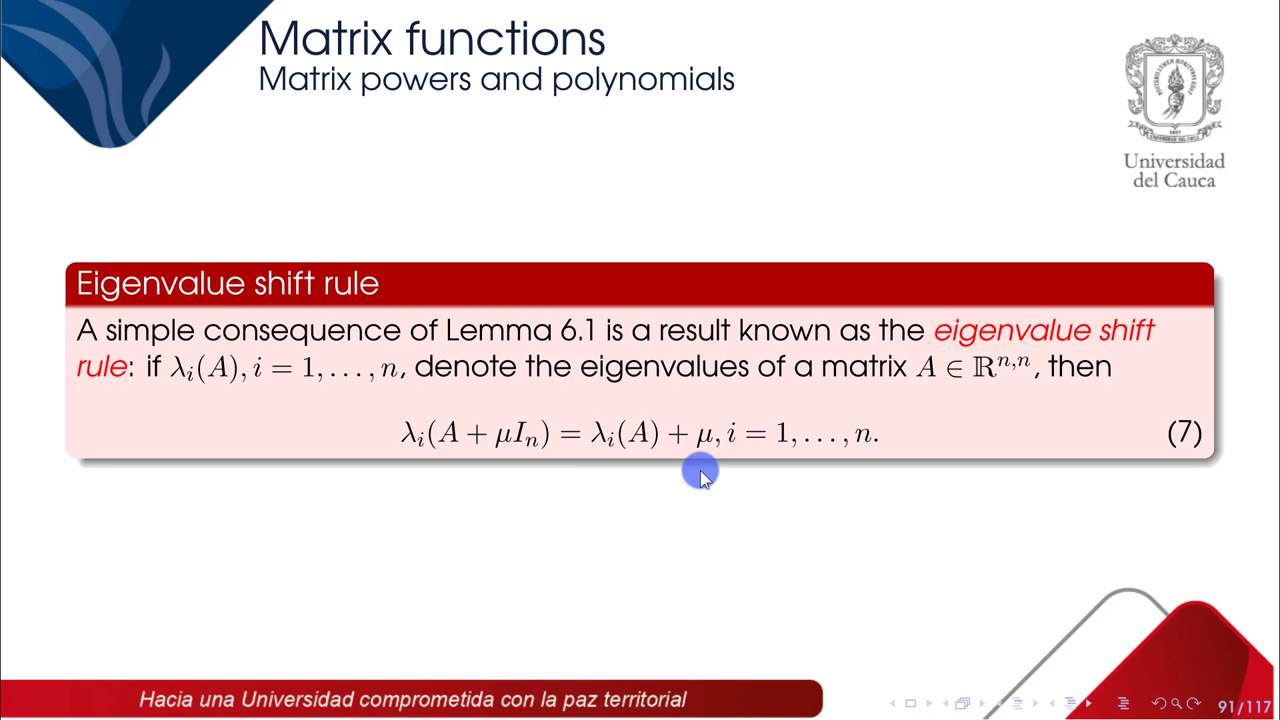 Matrix functions
Matrix powers and polynomials
Universidad
del Cauca
Eigenvalue shift rule
A simple consequence of Lemma 6.1 is a result known as the eigenvalue shift
rule: if λᵢ(A), i = 1, . . . , n, denote the eigenvalues of a matrix A ∈ ℝⁿ,ⁿ, then
λᵢ(A + μIₙ) = λᵢ(A) + μ, i = 1, . . . , n. (7)
Hacia una Universidad comprometida con la paz territorial
91/117